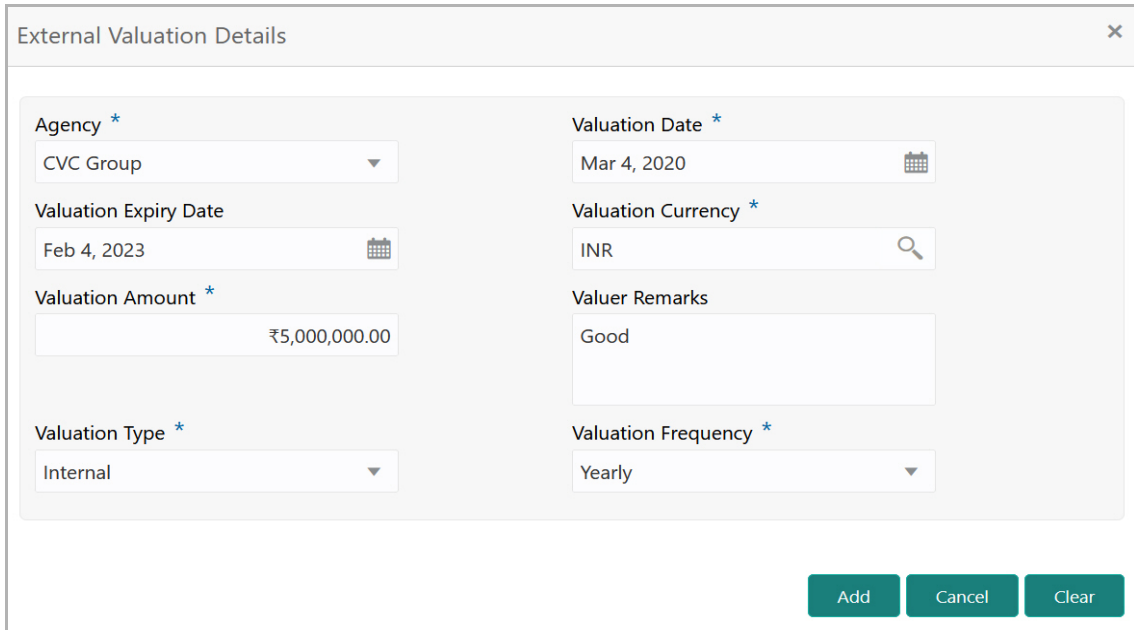 External Valuation Details ×
Agency * Valuation Date *
CVC Group Mar 4, 2020
Valuation Expiry Date Valuation Currency *
Feb 4, 2023 INR
Valuation Amount * Valuer Remarks
₹5,000,000.00 Good
Valuation Type * Valuation Frequency *
Internal Yearly
Add Cancel Clear